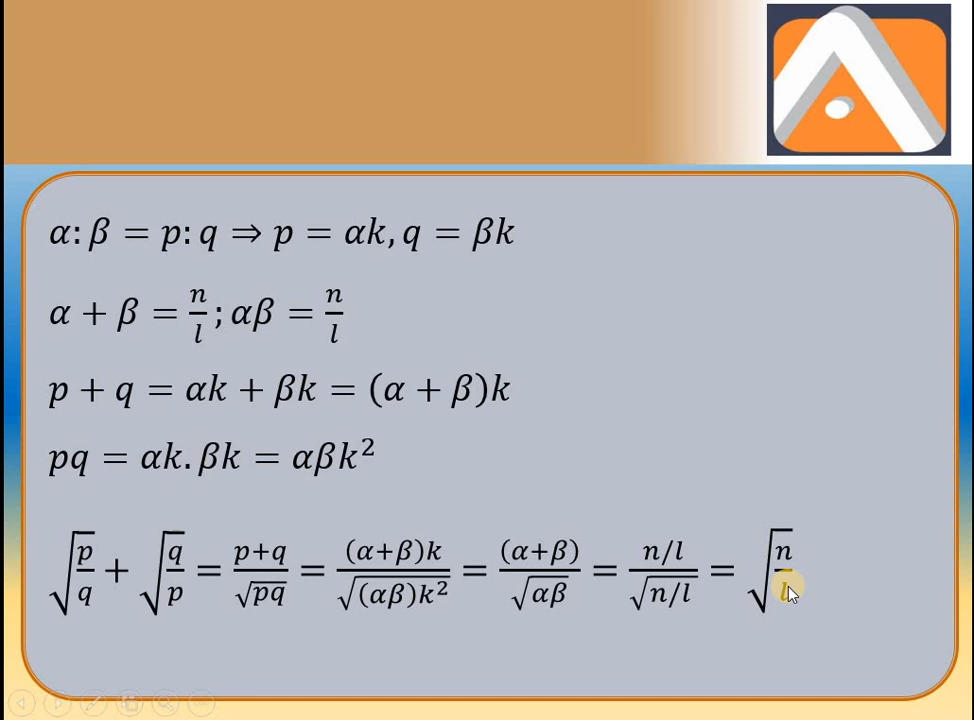 α: β = p: q ⇒ p = αk, q = βk
α + β = n/l ; αβ = n/l
p + q = αk + βk = (α + β)k
pq = αk. βk = αβk²
√(p/q) + √(q/p) = (p+q)/√(pq) = ((α+β)k)/√((αβ)k²) = (α+β)/√(αβ) = (n/l)/√(n/l) = √(n/l)